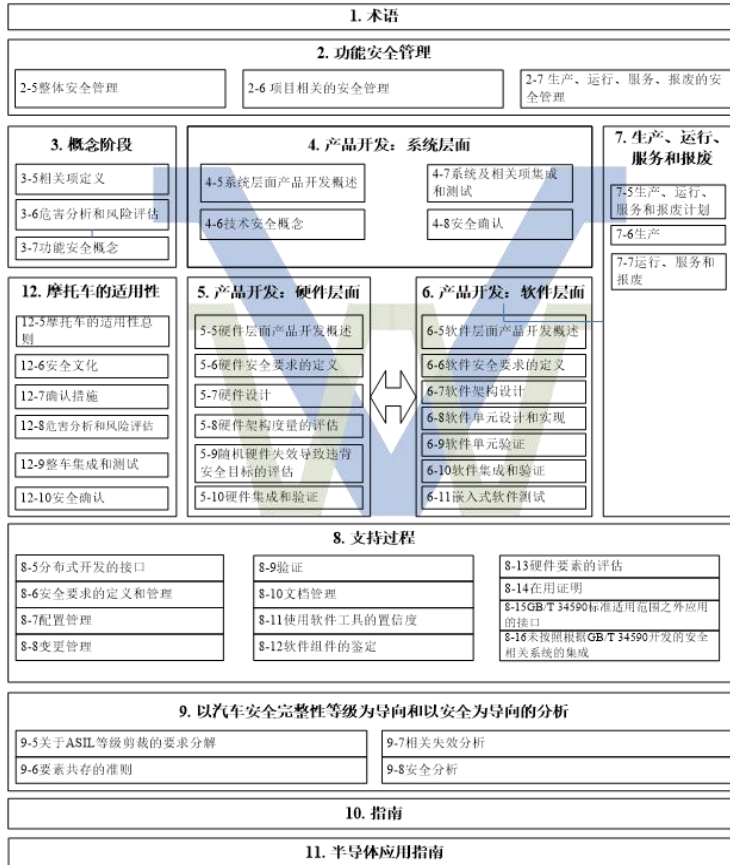 1. 术语
2. 功能安全管理
2-5整体安全管理
2-6 项目相关的安全管理
2-7 生产、运行、服务、报废的安
全管理
3. 概念阶段
3-5相关项定义
3-6危害分析和风险评估
3-7功能安全概念
4. 产品开发：系统层面
4-5系统层面产品开发概述
4-6技术安全概念
4-7系统及相关项集成
和测试
4-8安全确认
7. 生产、运行、
服务和报废
7-5生产、运行、
服务和报废计划
7-6生产
7-7运行、服务和
报废
12. 摩托车的适用性
12-5摩托车的适用性总
则
12-6安全文化
12-7确认措施
12-8危害分析和风险评估
12-9整车集成和测试
12-10安全确认
5. 产品开发：硬件层面
5-5硬件层面产品开发概述
5-6硬件安全要求的定义
5-7硬件设计
5-8硬件架构度量的评估
5-9随机硬件失效导致违背
安全目标的评估
5-10硬件集成和验证
6. 产品开发：软件层面
6-5软件层面产品开发概述
6-6软件安全要求的定义
6-7软件架构设计
6-8软件单元设计和实现
6-9软件单元验证
6-10软件集成和验证
6-11嵌入式软件测试
8. 支持过程
8-5分布式开发的接口
8-6安全要求的定义和管理
8-7配置管理
8-8变更管理
8-9验证
8-10文档管理
8-11使用软件工具的置信度
8-12软件组件的鉴定
8-13硬件要素的评估
8-14在用证明
8-15GB/T 34590标准适用范围之外应用
的接口
8-16未按照根据GB/T 34590开发的安全
相关系统的集成
9. 以汽车安全完整性等级为导向和以安全为导向的分析
9-5关于ASIL等级剪裁的要求分解
9-6要素共存的准则
9-7相关失效分析
9-8安全分析
10. 指南
11. 半导体应用指南